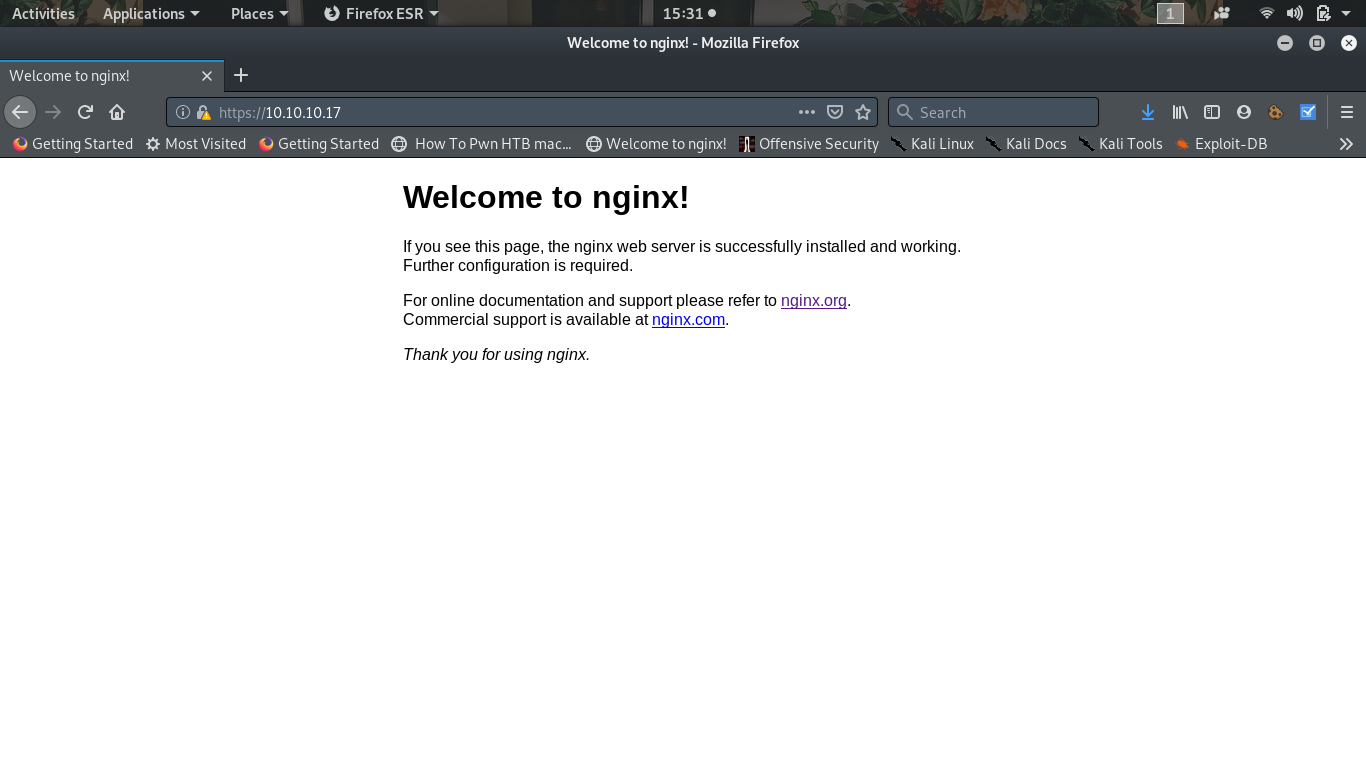 Activities Applications Places Firefox ESR 15:31 1
Welcome to nginx! - Mozilla Firefox
Welcome to nginx!
https://10.10.10.17 Search
Getting Started Most Visited Getting Started How To Pwn HTB mac... Welcome to nginx! Offensive Security Kali Linux Kali Docs Kali Tools Exploit-DB
Welcome to nginx!
If you see this page, the nginx web server is successfully installed and working.
Further configuration is required.
For online documentation and support please refer to nginx.org.
Commercial support is available at nginx.com.
Thank you for using nginx.